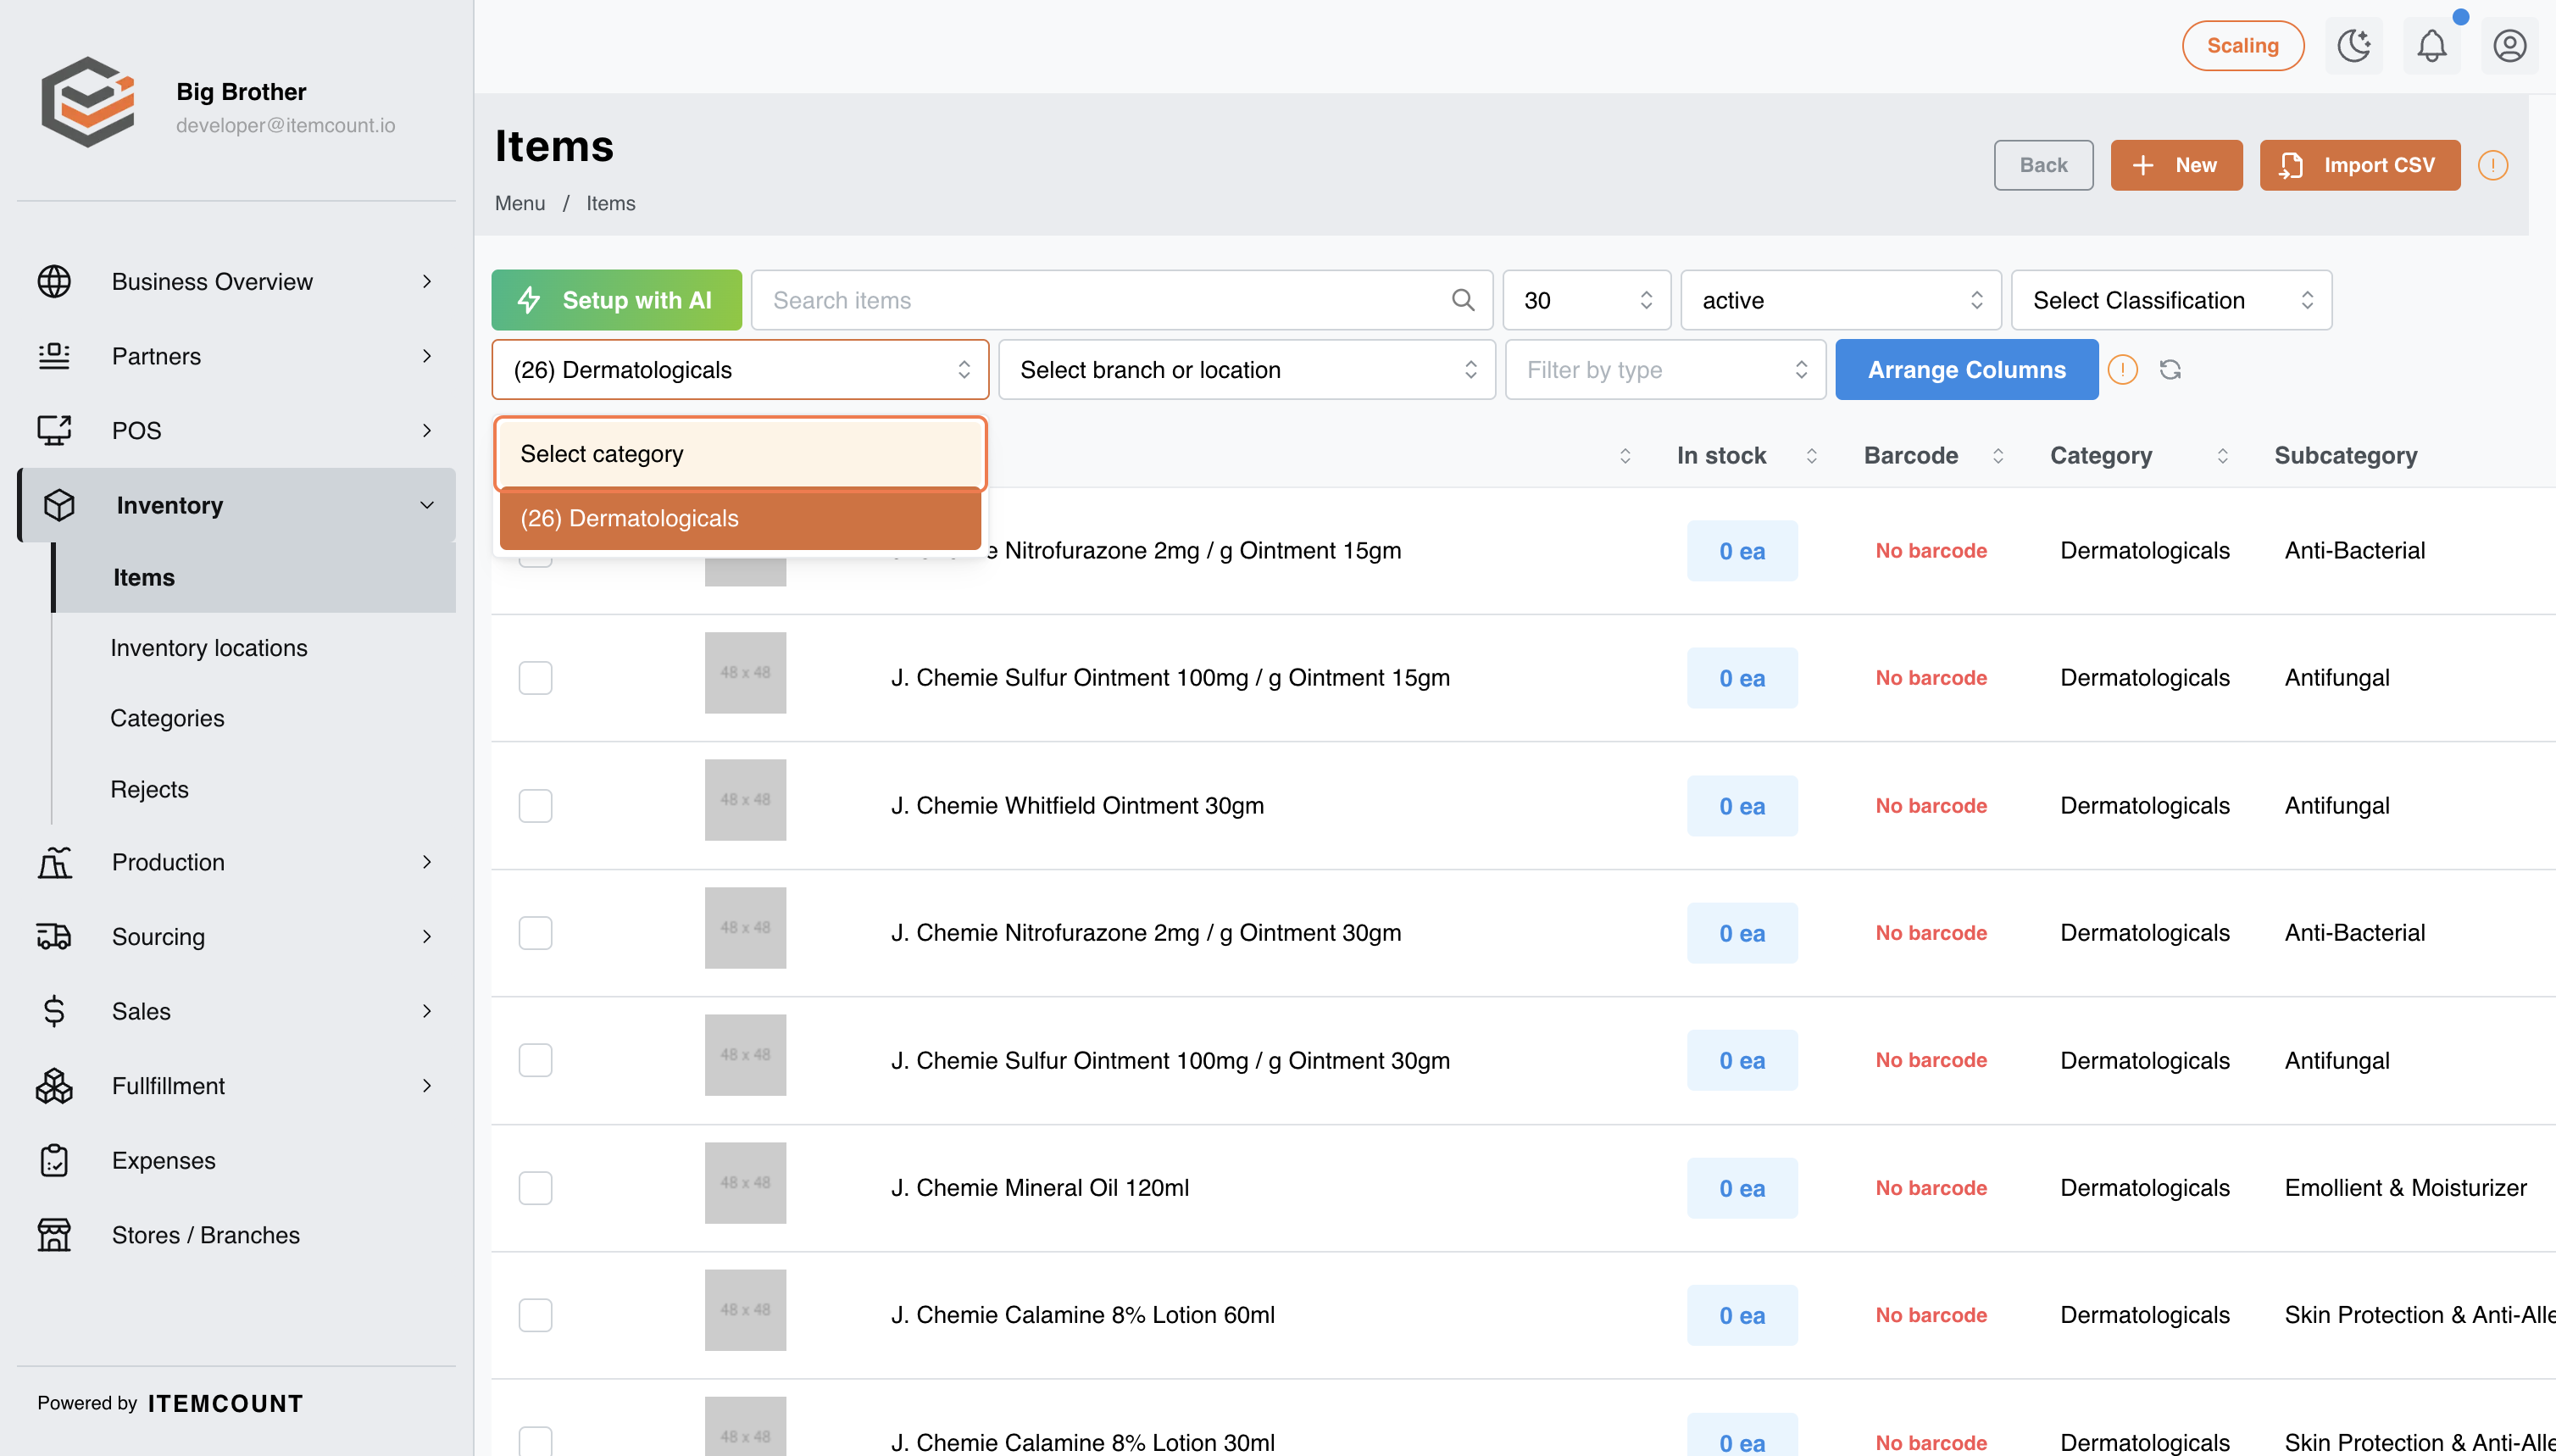 Big Brother
developer@itemcount.io
Business Overview
Partners
POS
Inventory
Items
Inventory locations
Categories
Rejects
Production
Sourcing
Sales
Fullfillment
Expenses
Stores / Branches
Powered by ITEMCOUNT
Scaling
Items
Menu / Items
Back
New
Import CSV
Setup with AI
Search items
30
active
Select Classification
(26) Dermatologicals
Select branch or location
Filter by type
Arrange Columns
Select category
(26) Dermatologicals
In stock Barcode Category Subcategory
Nitrofurazone 2mg / g Ointment 15gm 0 ea No barcode Dermatologicals Anti-Bacterial
48 x 48 J. Chemie Sulfur Ointment 100mg / g Ointment 15gm 0 ea No barcode Dermatologicals Antifungal
48 x 48 J. Chemie Whitfield Ointment 30gm 0 ea No barcode Dermatologicals Antifungal
48 x 48 J. Chemie Nitrofurazone 2mg / g Ointment 30gm 0 ea No barcode Dermatologicals Anti-Bacterial
48 x 48 J. Chemie Sulfur Ointment 100mg / g Ointment 30gm 0 ea No barcode Dermatologicals Antifungal
48 x 48 J. Chemie Mineral Oil 120ml 0 ea No barcode Dermatologicals Emollient & Moisturizer
48 x 48 J. Chemie Calamine 8% Lotion 60ml 0 ea No barcode Dermatologicals Skin Protection & Anti-Alle
48 x 48 J. Chemie Calamine 8% Lotion 30ml 0 ea No barcode Dermatologicals Skin Protection & Anti-Alle